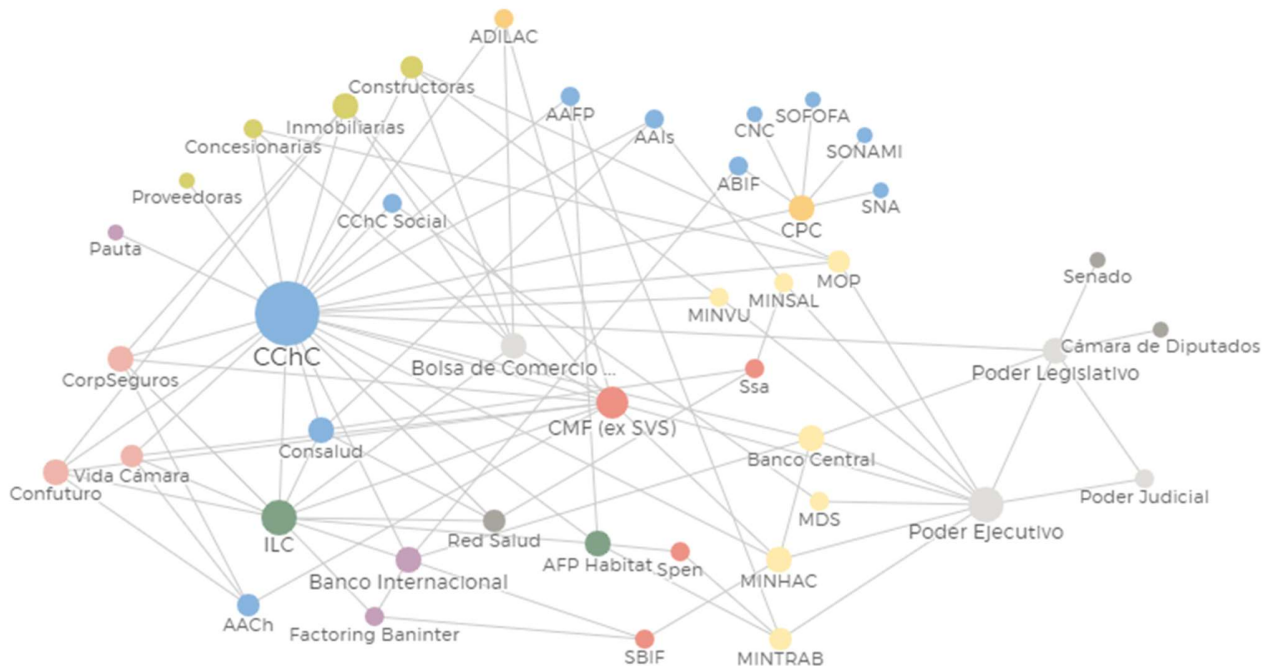 ADILAC
Constructoras
AAFP
SOFOFA
Inmobiliarias
CNC
AAIs
Concesionarias
SONAMI
ABIF
Proveedoras
CChC Social
SNA
CPC
Pauta
Senado
MOP
MINSAL
MINVU
Cámara de Diputados
CChC
Bolsa de Comercio ...
Poder Legislativo
CorpSeguros
Ssa
CMF (ex SVS)
Consalud
Banco Central
Vida Cámara
Confuturo
Poder Judicial
MDS
Poder Ejecutivo
Red Salud
ILC
AFP Habitat
Spen
Banco Internacional
MINHAC
AACh
Factoring Baninter
SBIF
MINTRAB